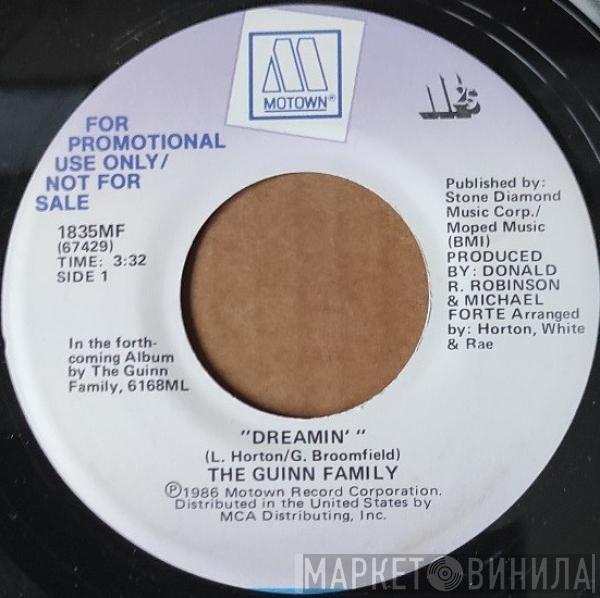 MOTOWN®
FOR
PROMOTIONAL
USE ONLY/
NOT FOR
SALE
1835MF
(67429)
TIME: 3:32
SIDE 1
In the forth-
coming Album
by The Guinn
Family, 6168ML
Published by:
Stone Diamond
Music Corp./
Moped Music
(BMI)
PRODUCED
BY: DONALD
R. ROBINSON
& MICHAEL
FORTE Arranged
by: Horton, White
& Rae
"DREAMIN' "
(L. Horton/G. Broomfield)
THE GUINN FAMILY
Ⓟ1986 Motown Record Corporation.
Distributed in the United States by
MCA Distributing, Inc.
МАРКЕТ ВИНИЛА